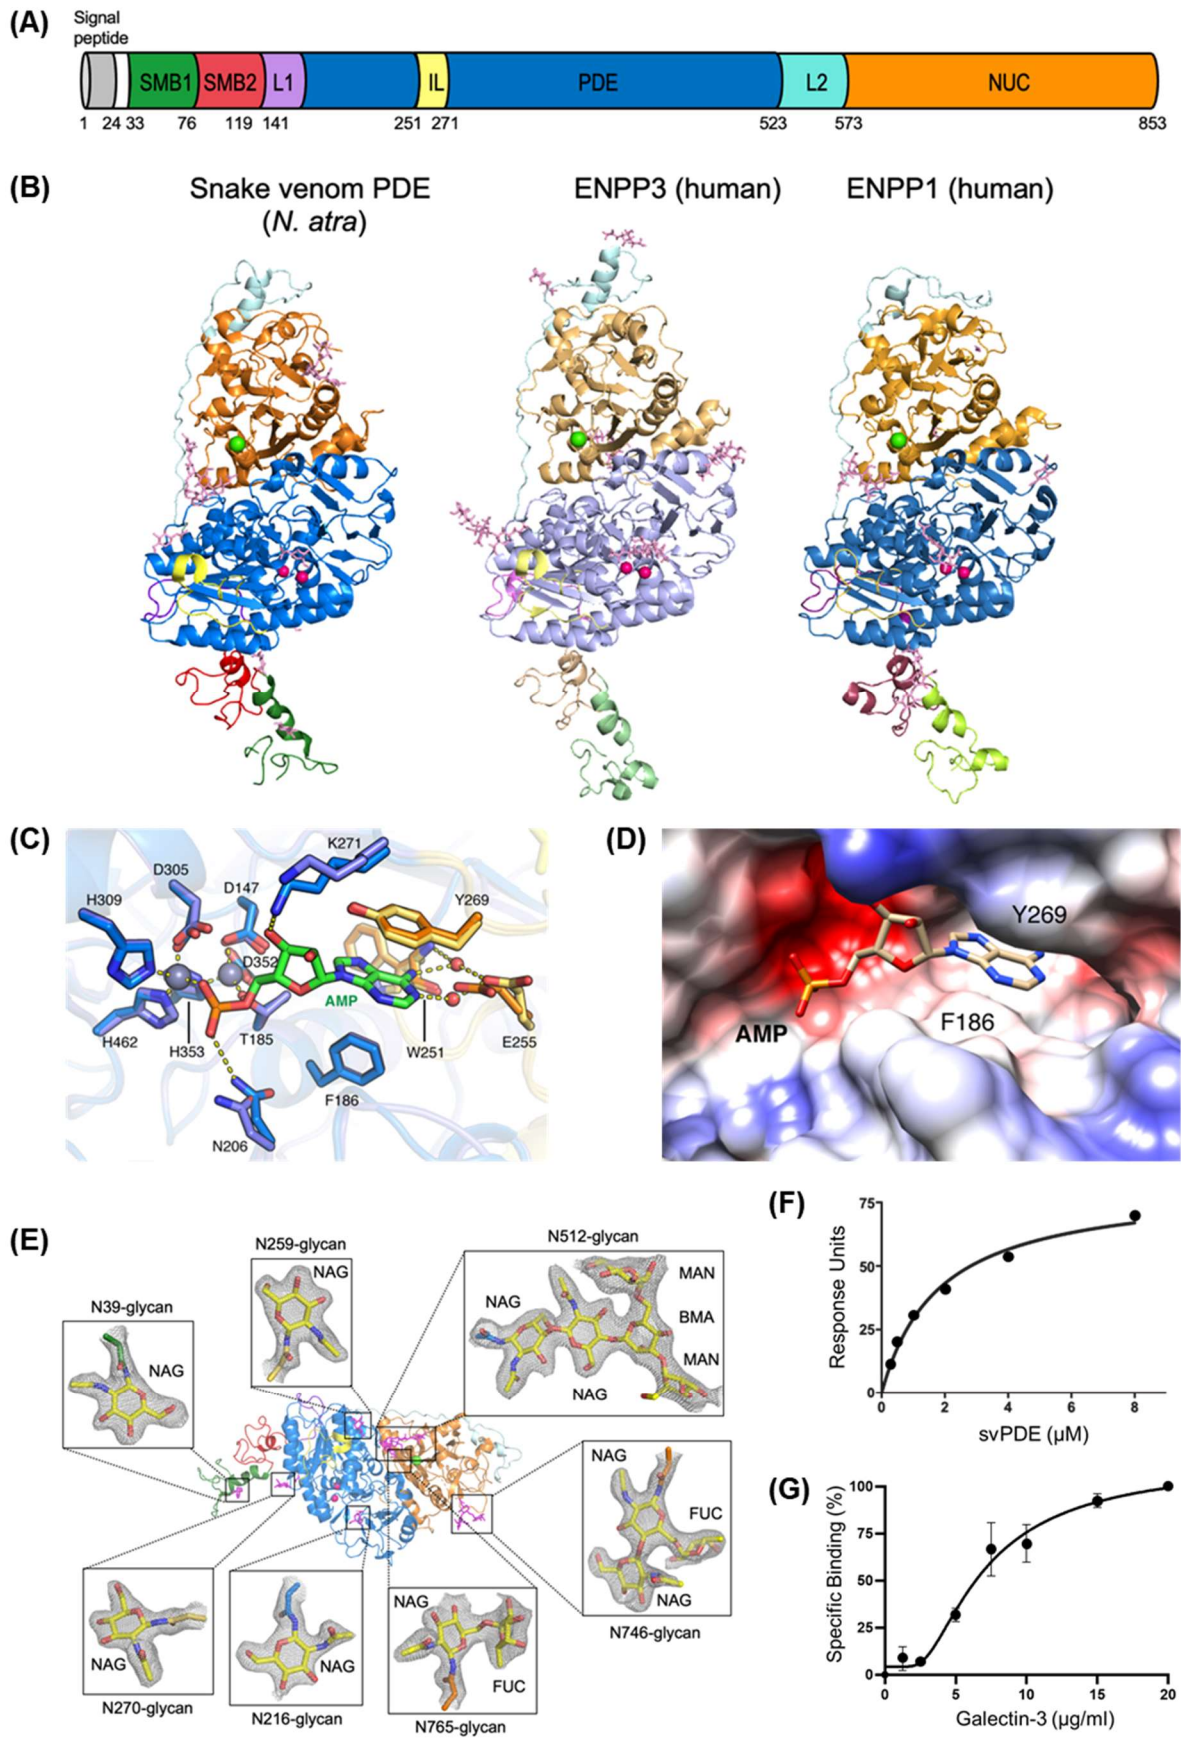 (A)
Signal
peptide
SMB1 SMB2 L1 IL PDE L2 NUC
1 24 33 76 119 141 251 271 523 573 853
(B)
Snake venom PDE
(N. atra)
ENPP3 (human)
ENPP1 (human)
(C)
K271
D305
D147
Y269
H309
D352
AMP
H462
H353
T185
W251
E255
F186
N206
(D)
Y269
F186
AMP
(E)
N39-glycan
NAG
N259-glycan
NAG
N512-glycan
NAG
MAN
BMA
MAN
NAG
NAG
FUC
NAG
N746-glycan
NAG
N270-glycan
NAG
N216-glycan
NAG
FUC
N765-glycan
(F)
Response Units
75
50
25
0
0 2 4 6 8
svPDE (µM)
(G)
Specific Binding (%)
100
75
50
25
0
0 5 10 15 20
Galectin-3 (µg/ml)